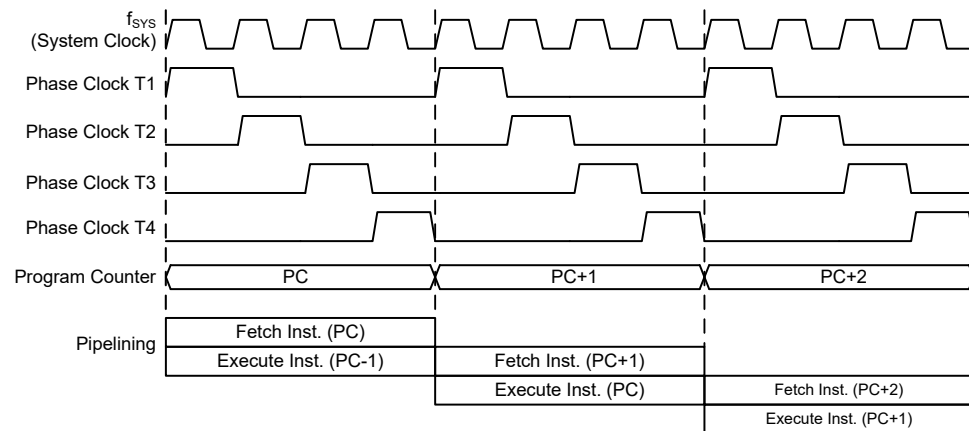 fSYS
(System Clock)
Phase Clock T1
Phase Clock T2
Phase Clock T3
Phase Clock T4
Program Counter PC PC+1 PC+2
Pipelining
Fetch Inst. (PC)
Execute Inst. (PC-1) Fetch Inst. (PC+1)
Execute Inst. (PC) Fetch Inst. (PC+2)
Execute Inst. (PC+1)